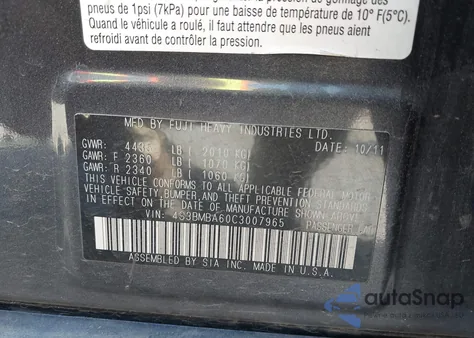 pneus de 1psi (7kPa) pour une baisse de température de 10° F(5°C).
Quand le véhicule a roulé, il faut attendre que les pneus aient
refroidi avant de contrôler la pression.
MFD BY FUJI HEAVY INDUSTRIES LTD.
GVWR: LB (2010 KG) DATE: 10/11
GAWR: F 2360 LB (1070 KG)
GAWR: R 2340 LB (1060 KG)
THIS VEHICLE CONFORMS TO ALL APPLICABLE FEDERAL MOTOR
VEHICLE SAFETY, BUMPER, AND THEFT PREVENTION STANDARDS
IN EFFECT ON THE DATE OF MANUFACTURE SHOWN ABOVE.
VIN: 4S3BMBA60C3007965 PASSENGER CAR
ASSEMBLED BY SIA INC. MADE IN U.S.A.
autoSnap